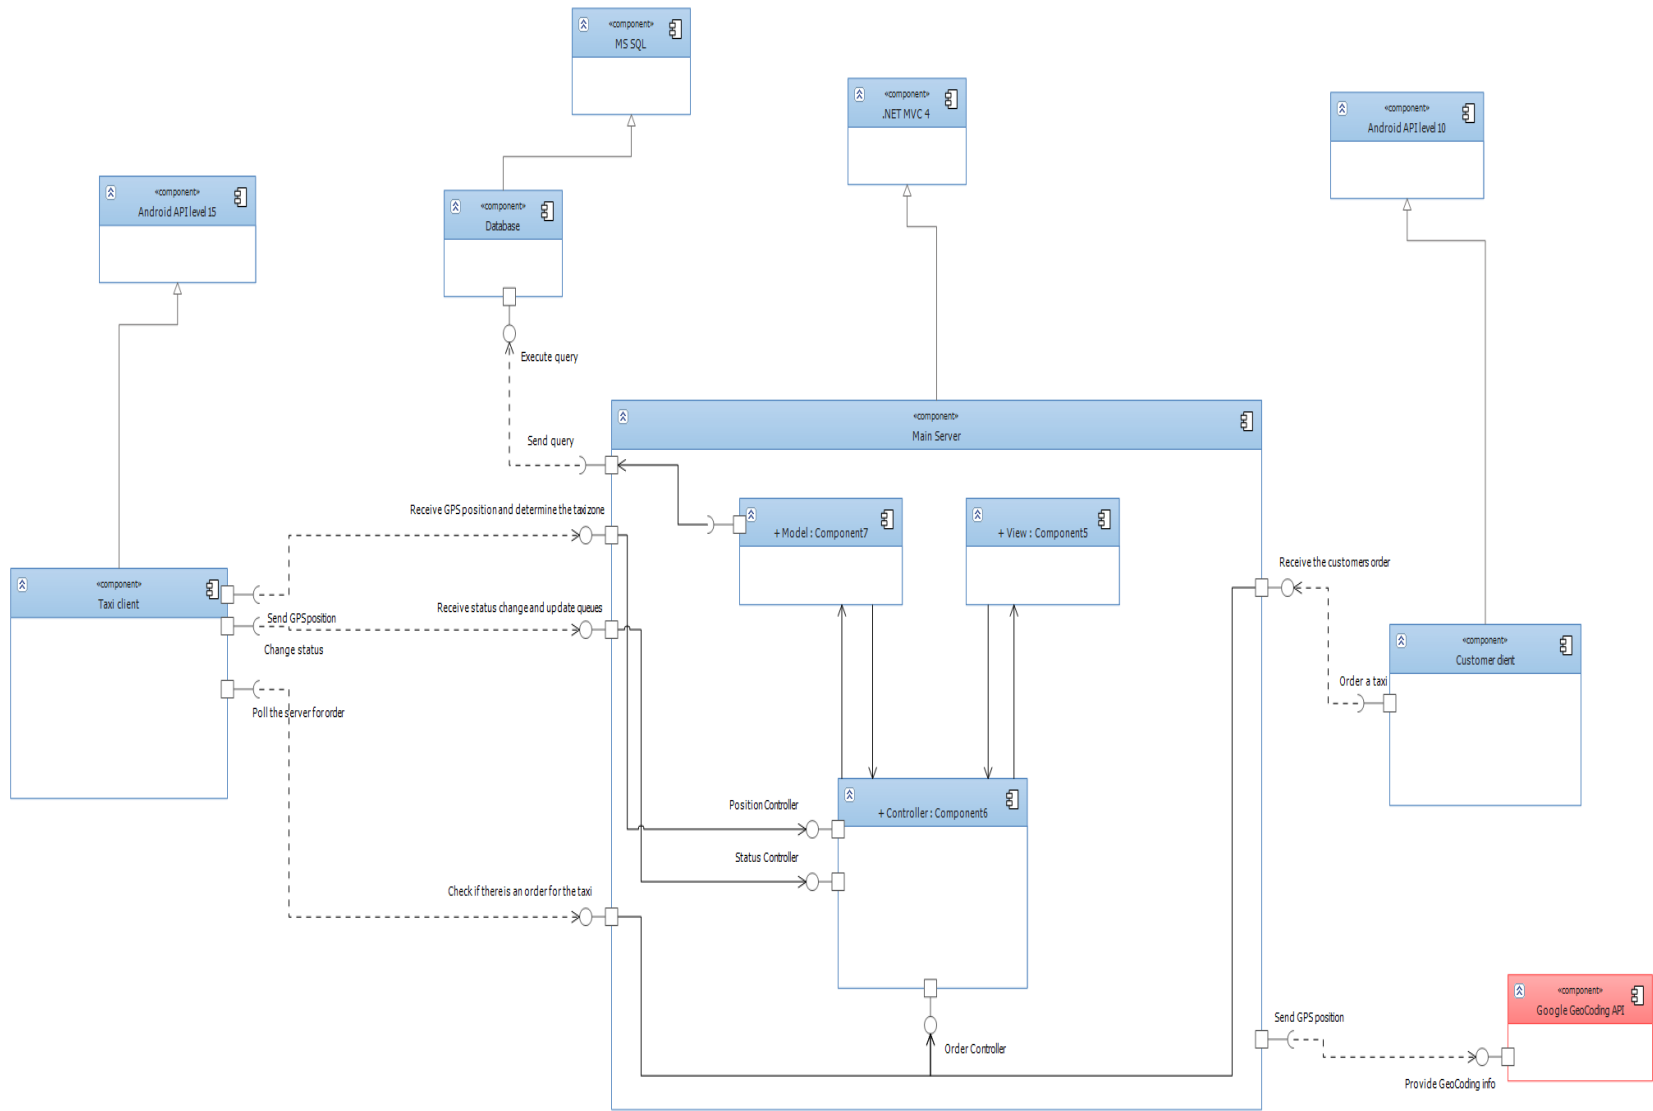 «component»
MS SQL
«component»
.NET MVC 4
«component»
Android API level 10
«component»
Android API level 15
«component»
Database
Execute query
«component»
Main Server
Send query
+ Model : Component7
+ View : Component5
Receive GPS position and determine the taxi zone
Receive the customers order
«component»
Taxi client
Send GPS position
Receive status change and update queues
Change status
«component»
Customer client
Order a taxi
Poll the server for order
Position Controller
+ Controller : Component6
Status Controller
Check if there is an order for the taxi
«component»
Google GeoCoding API
Send GPS position
Order Controller
Provide GeoCoding info